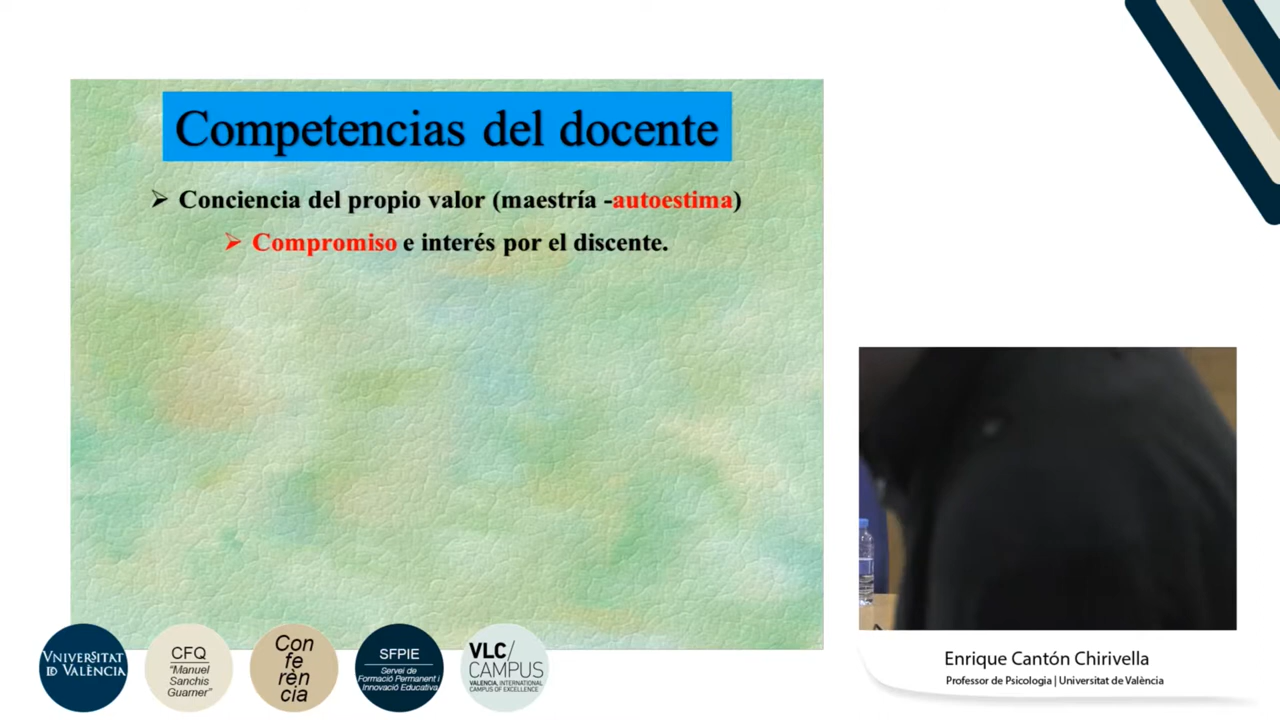 Competencias del docente
Conciencia del propio valor (maestría -autoestima)
Compromiso e interés por el discente.
Enrique Cantón Chirivella
Professor de Psicologia | Universitat de València
VNIVERSITAT
ID VALÈNCIA
CFQ
"Manuel
Sanchis
Guarner"
Con
fe
rèn
cia
SFPIE
Servei de
Formació Permanent i
Innovació Educativa
VLC/
CAMPUS
VALENCIA, INTERNATIONAL
CAMPUS OF EXCELLENCE